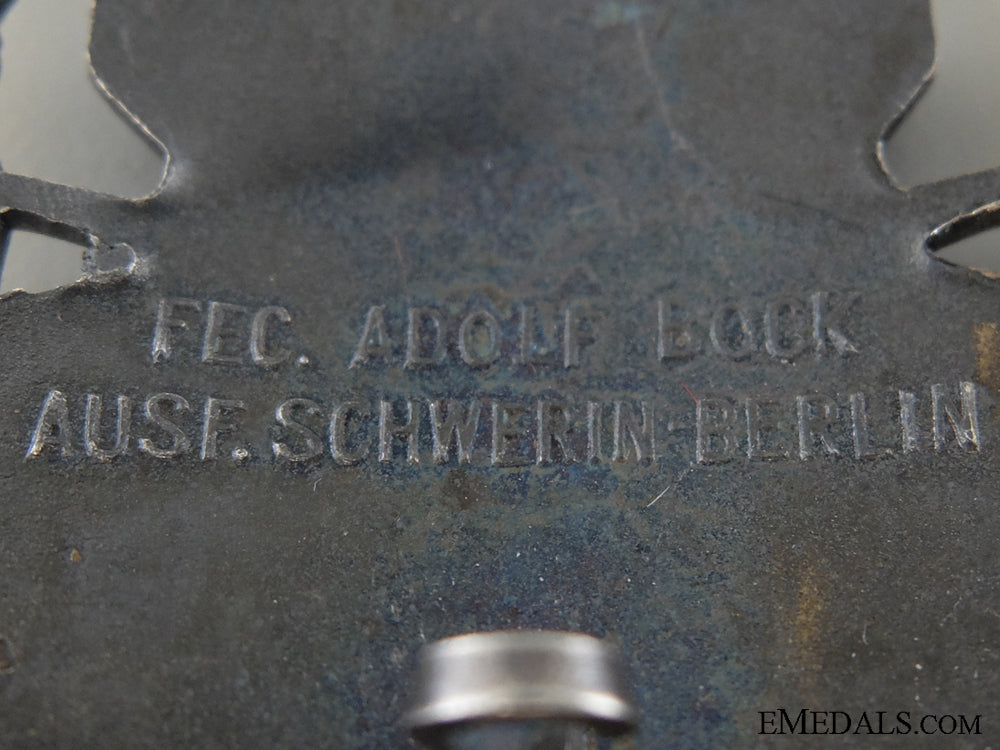 FEC. ADOLF BOCK
AUSF. SCHWERIN-BERLIN
EMEDALS.COM